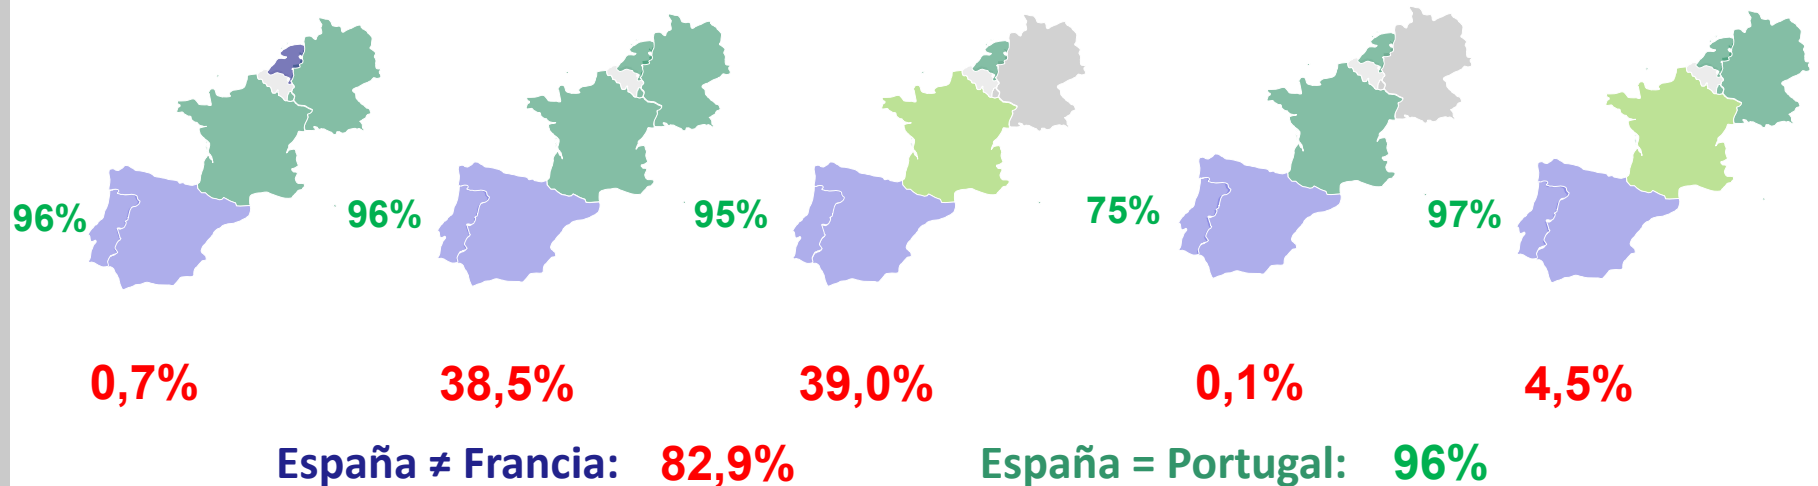 96% 96% 95% 75% 97%
0,7% 38,5% 39,0% 0,1% 4,5%
España ≠ Francia: 82,9% España = Portugal: 96%